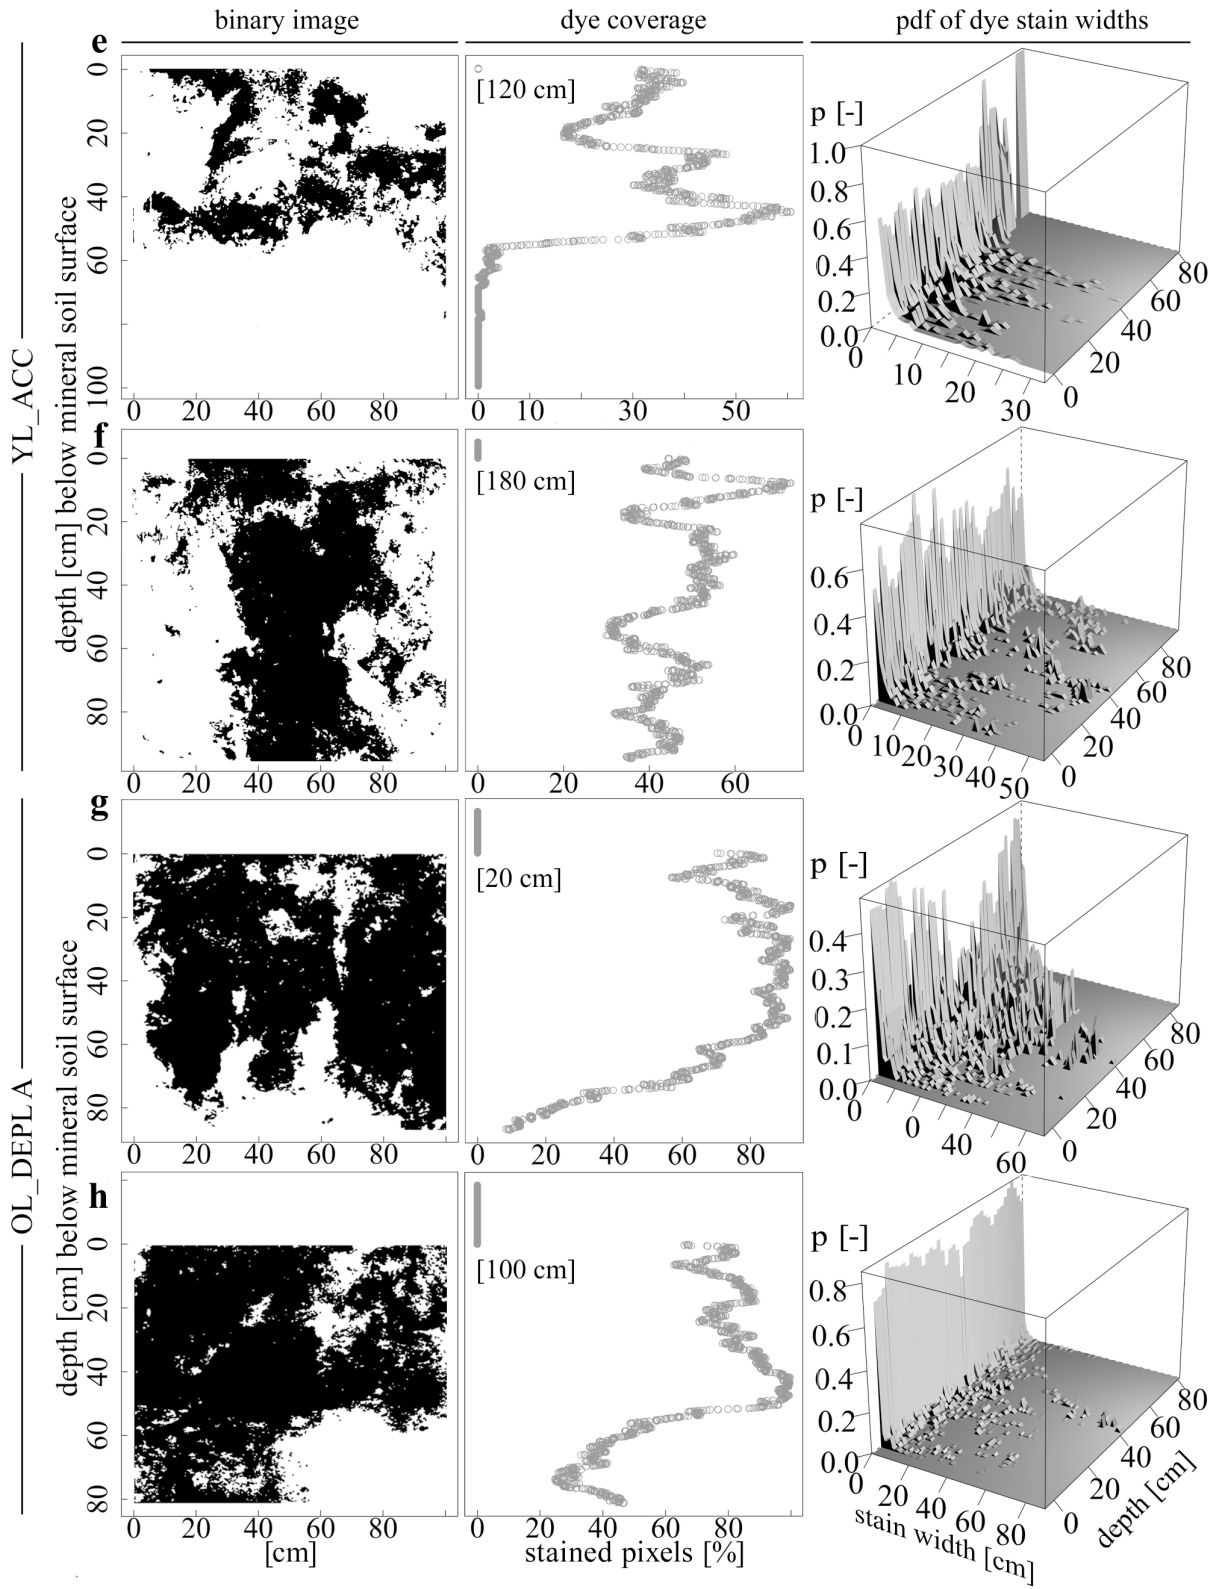 binary image dye coverage pdf of dye stain widths
YL_ACC
depth [cm] below mineral soil surface
e
0 20 40 60 100
0 20 40 60 80
[120 cm]
0 10 30 50
p [-]
1.0 0.8 0.6 0.4 0.2 0.0
0 10 20 30
0 20 40 60 80
f
0 20 40 60 80
0 20 40 60 80
[180 cm]
0 20 40 60
p [-]
0.6 0.4 0.2 0.0
0 10 20 30 40 50
0 20 40 60 80
OL_DEPL A
depth [cm] below mineral soil surface
g
0 20 40 60 80
0 20 40 60 80
[20 cm]
0 20 40 60 80
p [-]
0.4 0.3 0.2 0.1 0.0
0 0 40 60
0 20 40 60 80
h
0 20 40 60 80
0 20 40 60 80
[cm]
[100 cm]
0 20 40 60 80
stained pixels [%]
p [-]
0.8 0.6 0.4 0.2 0.0
0 20 40 60 80
stain width [cm]
0 20 40 60 80
depth [cm]